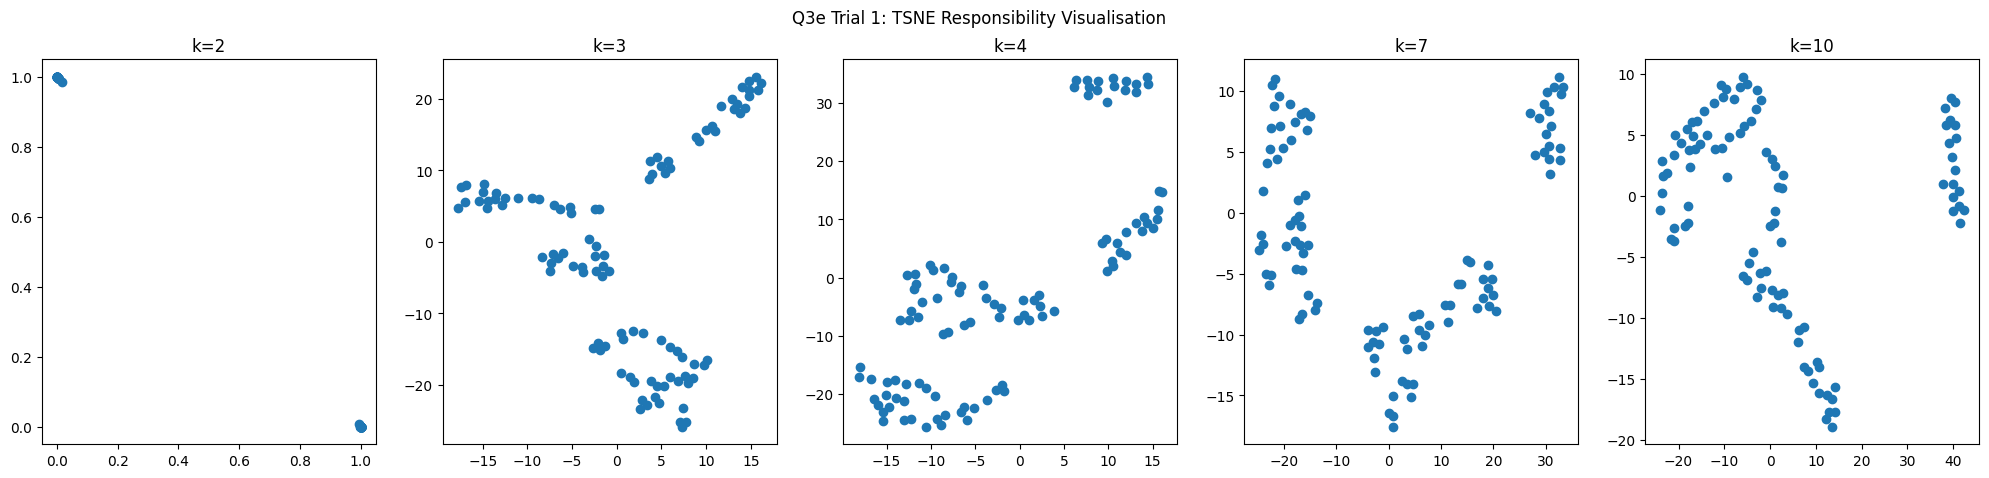 Q3e Trial 1: TSNE Responsibility Visualisation
k=2
k=3
k=4
k=7
k=10
1.0
0.8
0.6
0.4
0.2
0.0
0.0 0.2 0.4 0.6 0.8 1.0
20
10
0
−10
−20
−15 −10 −5 0 5 10 15
30
20
10
0
−10
−20
−15 −10 −5 0 5 10 15
10
5
0
−5
−10
−15
−20 −10 0 10 20 30
10
5
0
−5
−10
−15
−20
−20 −10 0 10 20 30 40